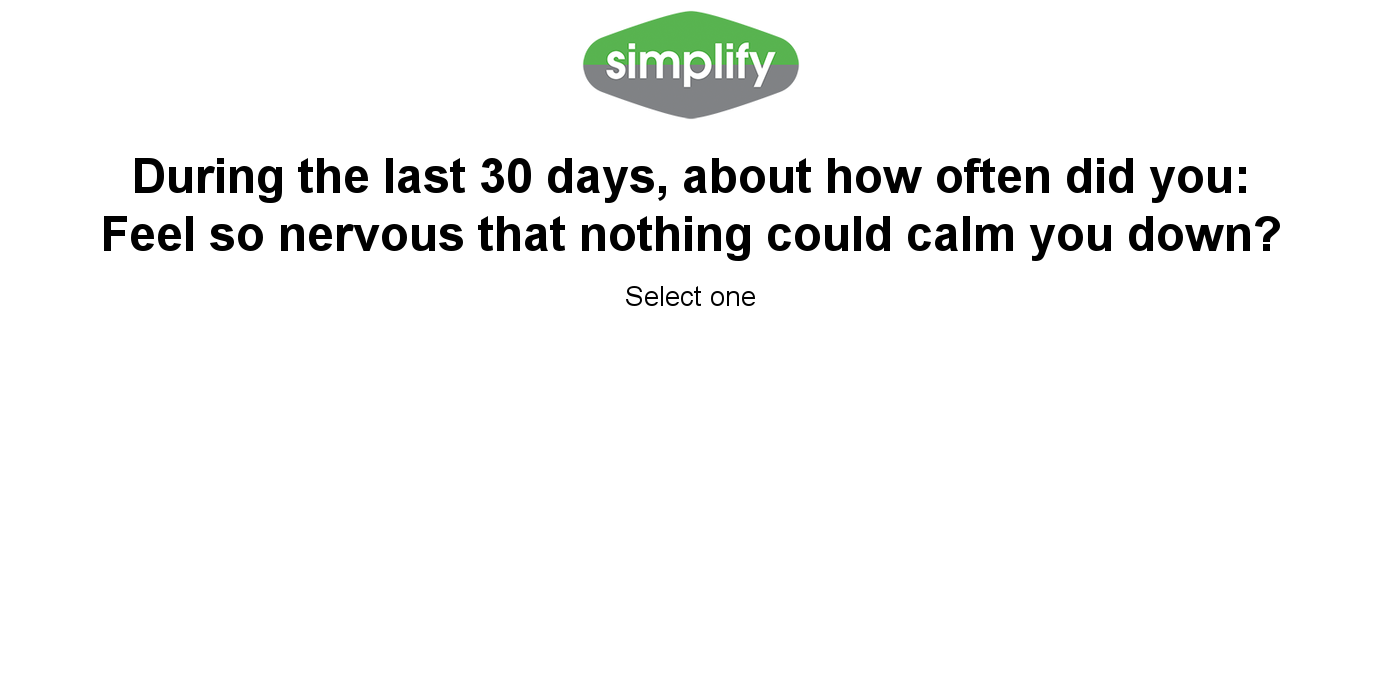 simplify
During the last 30 days, about how often did you:
Feel so nervous that nothing could calm you down?
Select one